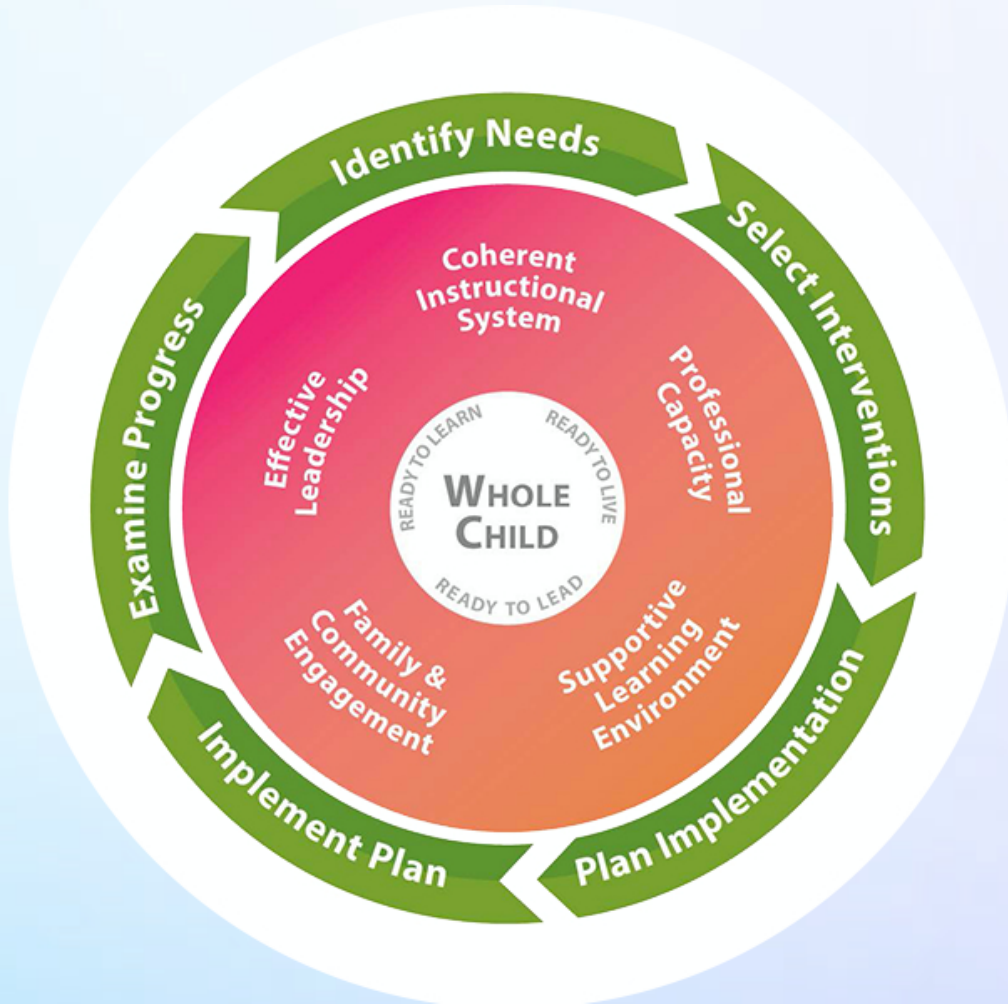 Identify Needs
Select Interventions
Plan Implementation
Implement Plan
Examine Progress
Coherent
Instructional
System
Professional
Capacity
Supportive
Learning
Environment
Family &
Community
Engagement
Effective
Leadership
READY TO LEARN
READY TO LIVE
READY TO LEAD
WHOLE
CHILD